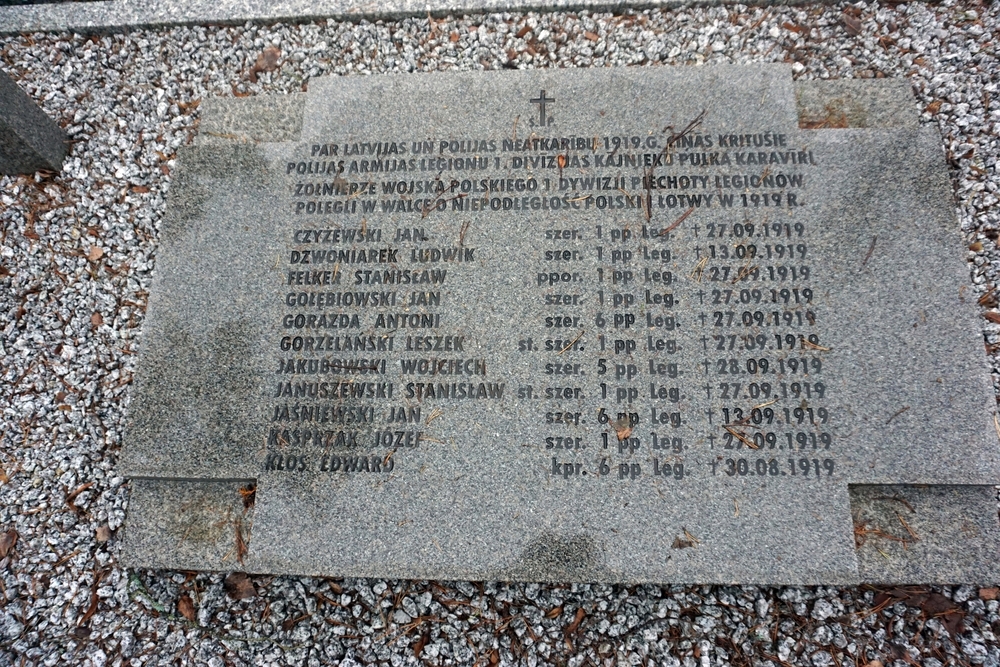 Ś. P.
PAR LATVIJAS UN POLIJAS NEATKARĪBU 1919.G. CĪŅĀS KRITUŠIE
POLIJAS ARMIJAS LEGIONU 1. DIVĪZIJAS KĀJNIEKU PULKA KARAVĪRI
ŻOŁNIERZE WOJSKA POLSKIEGO 1 DYWIZJI PIECHOTY LEGIONÓW
POLEGLI W WALCE O NIEPODLEGŁOŚĆ POLSKI I ŁOTWY W 1919 R.
CZYŻEWSKI JAN szer. 1 pp Leg. † 27.09.1919
DZWONIAREK LUDWIK szer. 1 pp Leg. † 13.09.1919
FELKER STANISŁAW ppor. 1 pp Leg. † 27.09.1919
GOŁĘBIOWSKI JAN szer. 1 pp Leg. † 27.09.1919
GORAZDA ANTONI szer. 6 pp Leg. † 27.09.1919
GORZELAŃSKI LESZEK st. szer. 1 pp Leg. † 27.09.1919
JAKUBOWSKI WOJCIECH szer. 5 pp Leg. † 28.09.1919
JANUSZEWSKI STANISŁAW st. szer. 1 pp Leg. † 27.09.1919
JAŚNIEWSKI JAN szer. 6 pp Leg. † 13.09.1919
KASPRZAK JÓZEF szer. 1 pp Leg. † 27.09.1919
KŁOS EDWARD kpr. 6 pp Leg. † 30.08.1919